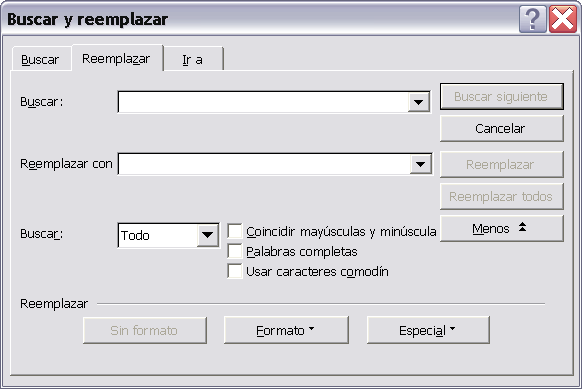 Buscar y reemplazar
Buscar Reemplazar Ir a
Buscar: Buscar siguiente
Cancelar
Reemplazar con Reemplazar
Reemplazar todos
Buscar: Todo Coincidir mayúsculas y minúscula Menos
Palabras completas
Usar caracteres comodín
Reemplazar
Sin formato Formato Especial